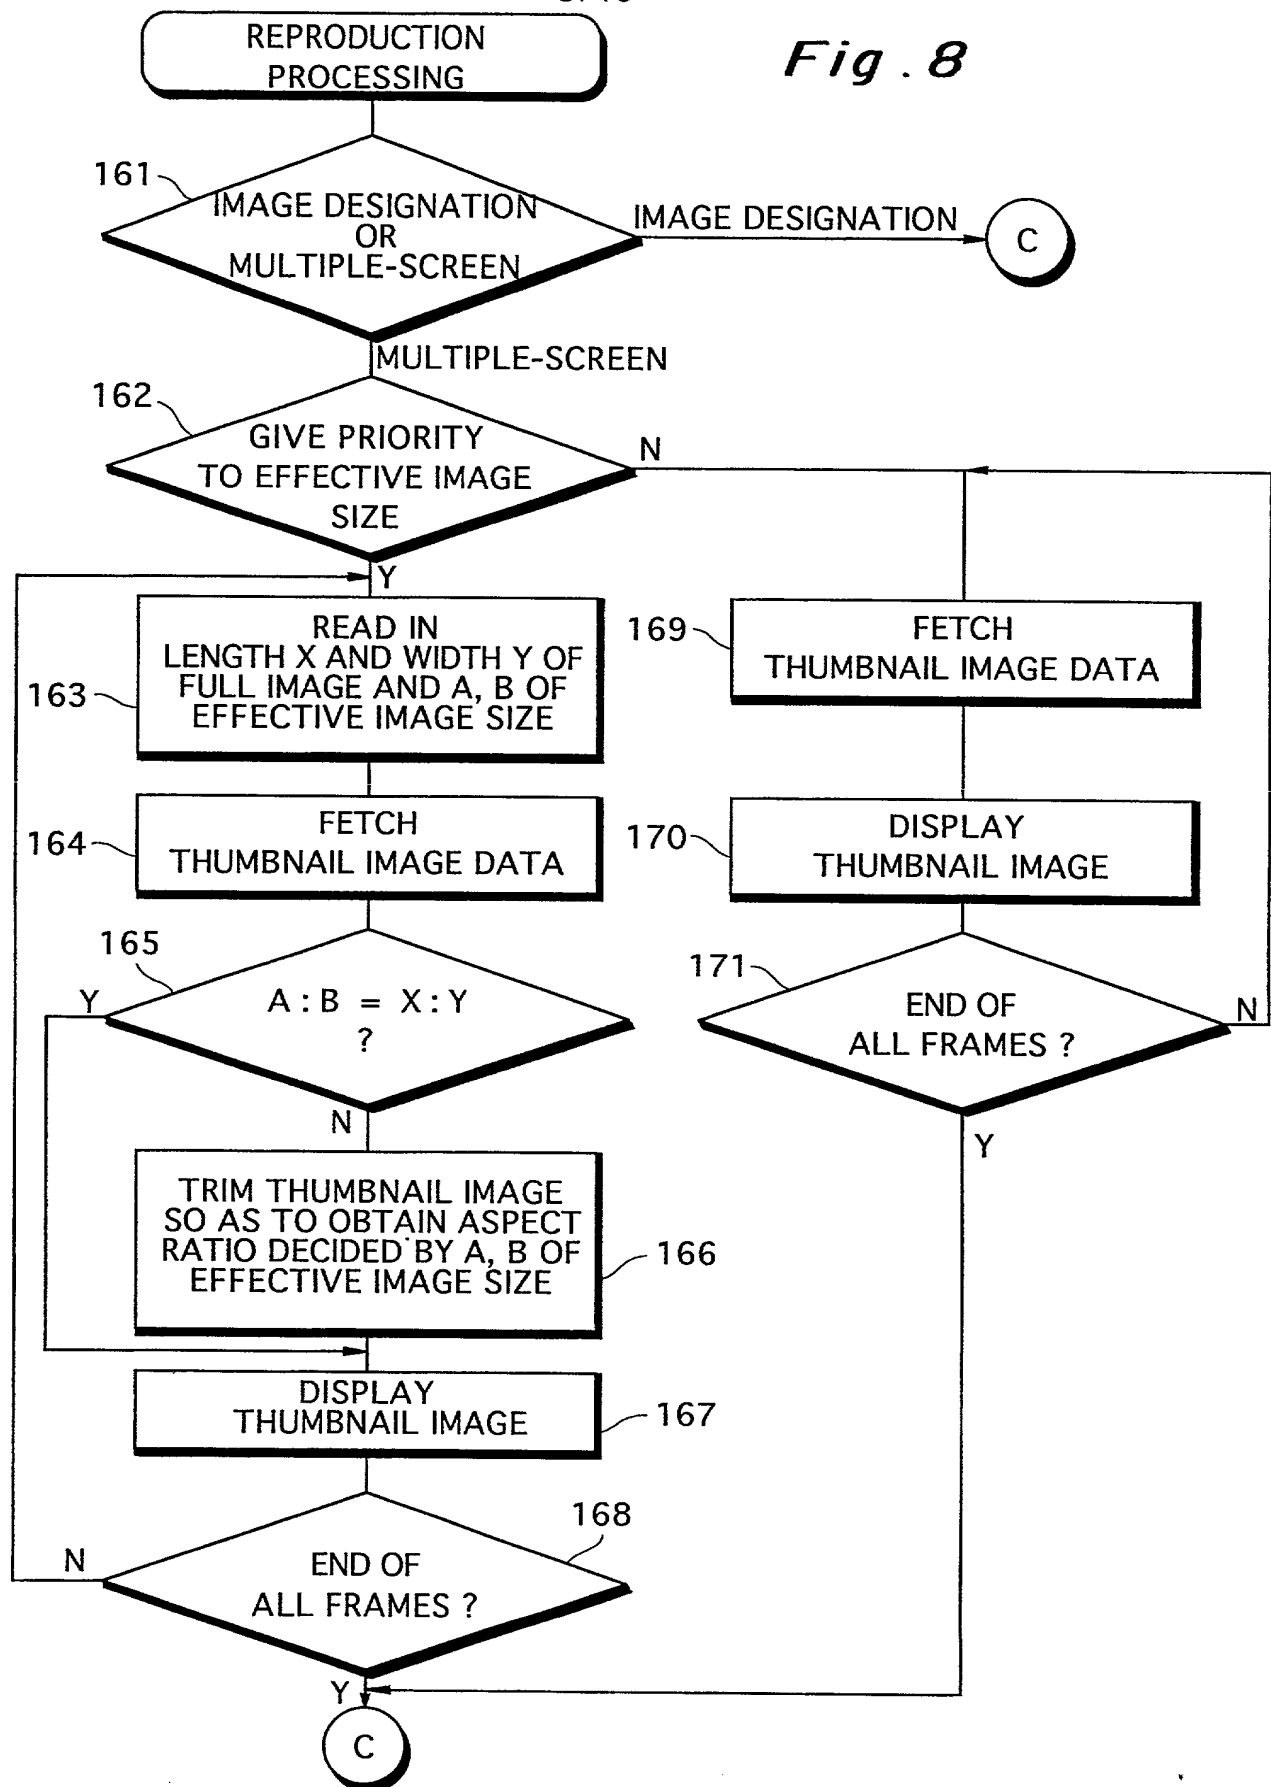 REPRODUCTION
PROCESSING
Fig. 8
161
IMAGE DESIGNATION
OR
MULTIPLE-SCREEN
IMAGE DESIGNATION
C
MULTIPLE-SCREEN
162
GIVE PRIORITY
TO EFFECTIVE IMAGE
SIZE
N
Y
163
READ IN
LENGTH X AND WIDTH Y OF
FULL IMAGE AND A, B OF
EFFECTIVE IMAGE SIZE
169
FETCH
THUMBNAIL IMAGE DATA
164
FETCH
THUMBNAIL IMAGE DATA
170
DISPLAY
THUMBNAIL IMAGE
165
Y
A : B = X : Y
?
N
171
END OF
ALL FRAMES ?
N
Y
TRIM THUMBNAIL IMAGE
SO AS TO OBTAIN ASPECT
RATIO DECIDED BY A, B OF
EFFECTIVE IMAGE SIZE
166
DISPLAY
THUMBNAIL IMAGE
167
168
N
END OF
ALL FRAMES ?
Y
C